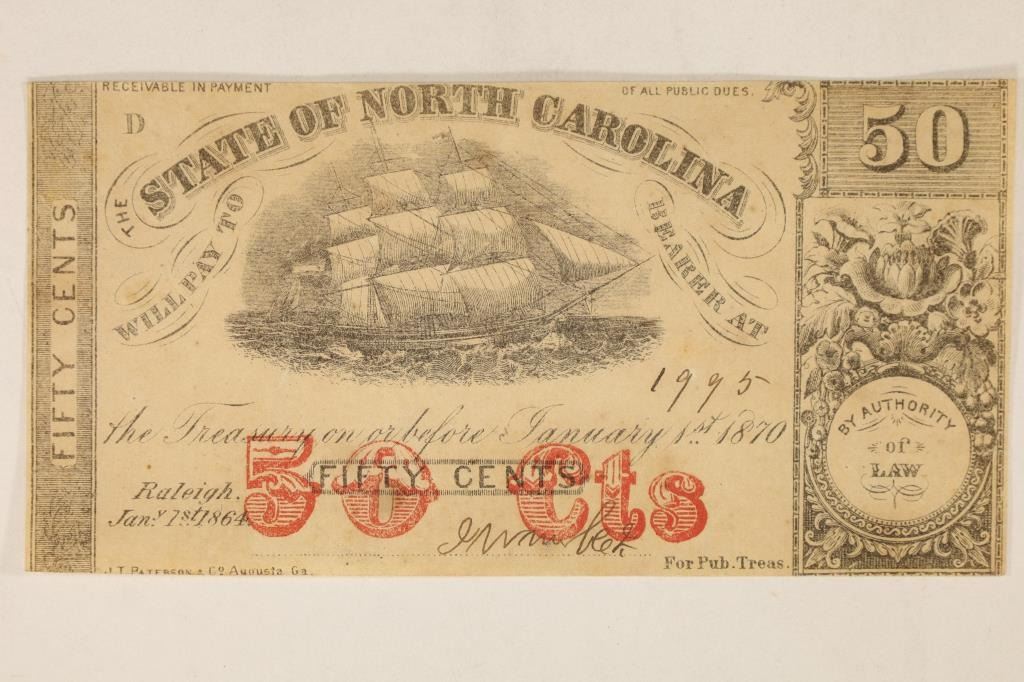 RECEIVABLE IN PAYMENT OF ALL PUBLIC DUES.
D
THE STATE OF NORTH CAROLINA
WILL PAY TO BEARER AT
1995
the Treasury on or before January 1st. 1870
50 Cts
FIFTY CENTS
Raleigh.
Jany 1st 1864
For Pub. Treas.
J.T. PATERSON & Co. Augusta Ga.
FIFTY CENTS
50
BY AUTHORITY
of
LAW